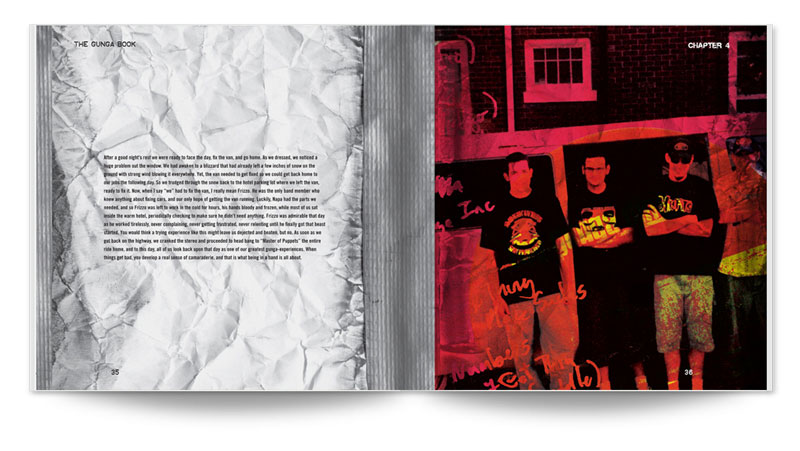 THE GUNGA BOOK
After a good night's rest we were ready to face the day, fix the van, and go home. As we dressed, we noticed a
huge problem out the window. We had awoken to a blizzard that had already left a few inches of snow on the
ground with strong wind blowing it everywhere. Yet, the van needed to get fixed so we could get back home to
our jobs the following day. So we trudged through the snow back to the hotel parking lot where we left the van,
ready to fix it. Now, when I say "we" had to fix the van, I really mean Frizzo. He was the only band member who
knew anything about fixing cars, and our only hope of getting the van running. Luckily, Napa had the parts we
needed, and so Frizzo was left to work in the cold for hours, his hands bloody and frozen, while most of us sat
inside the warm hotel, periodically checking to make sure he didn't need anything. Frizzo was admirable that day
as he worked tirelessly, never complaining, never getting frustrated, never relenting until he finally got that beast
started. You would think a trying experience like this might leave us dejected and beaten, but no. As soon as we
got back on the highway, we cranked the stereo and proceeded to head bang to "Master of Puppets" the entire
ride home, and to this day, all of us look back upon that day as one of our greatest gunga-experiences. When
things get bad, you develop a real sense of camaraderie, and that is what being in a band is all about.
35
CHAPTER 4
Inc
Numbers
36